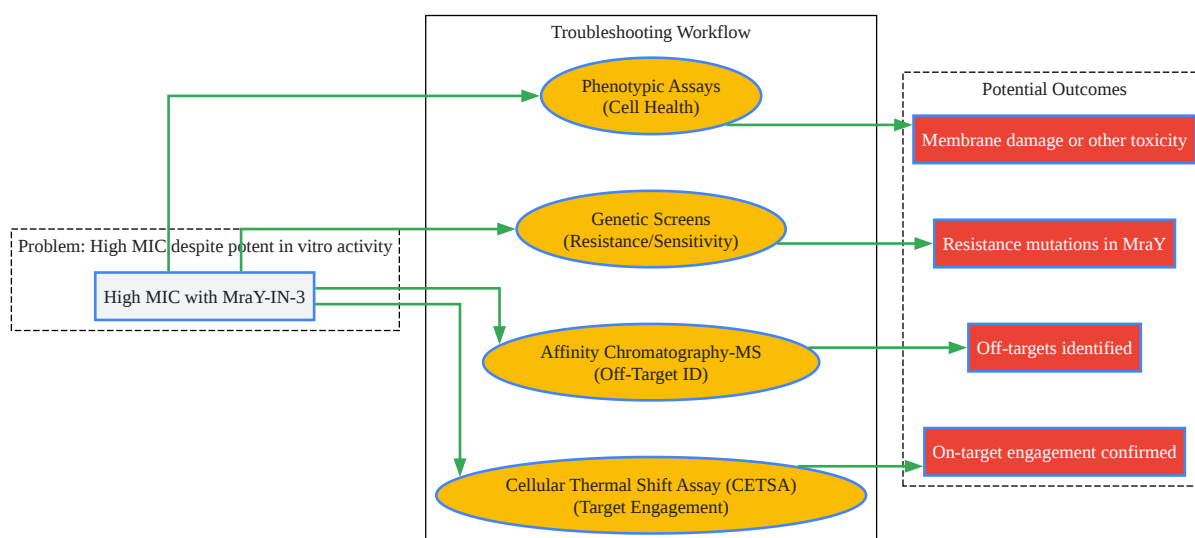 Troubleshooting Workflow
Phenotypic Assays
(Cell Health)
Potential Outcomes
Membrane damage or other toxicity
Genetic Screens
(Resistance/Sensitivity)
Resistance mutations in MraY
Problem: High MIC despite potent in vitro activity
High MIC with MraY-IN-3
Affinity Chromatography-MS
(Off-Target ID)
Off-targets identified
Cellular Thermal Shift Assay (CETSA)
(Target Engagement)
On-target engagement confirmed